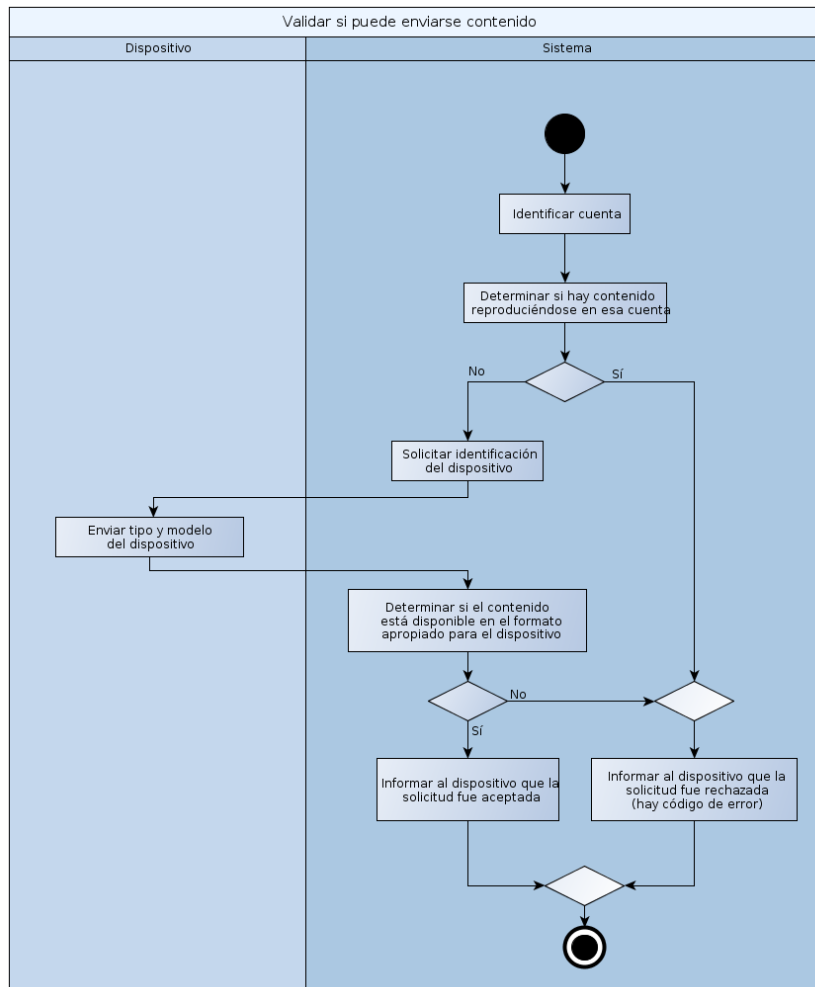 Validar si puede enviarse contenido
Dispositivo
Sistema
Identificar cuenta
Determinar si hay contenido
reproduciéndose en esa cuenta
No
Sí
Solicitar identificación
del dispositivo
Enviar tipo y modelo
del dispositivo
Determinar si el contenido
está disponible en el formato
apropiado para el dispositivo
No
Sí
Informar al dispositivo que la
solicitud fue aceptada
Informar al dispositivo que la
solicitud fue rechazada
(hay código de error)